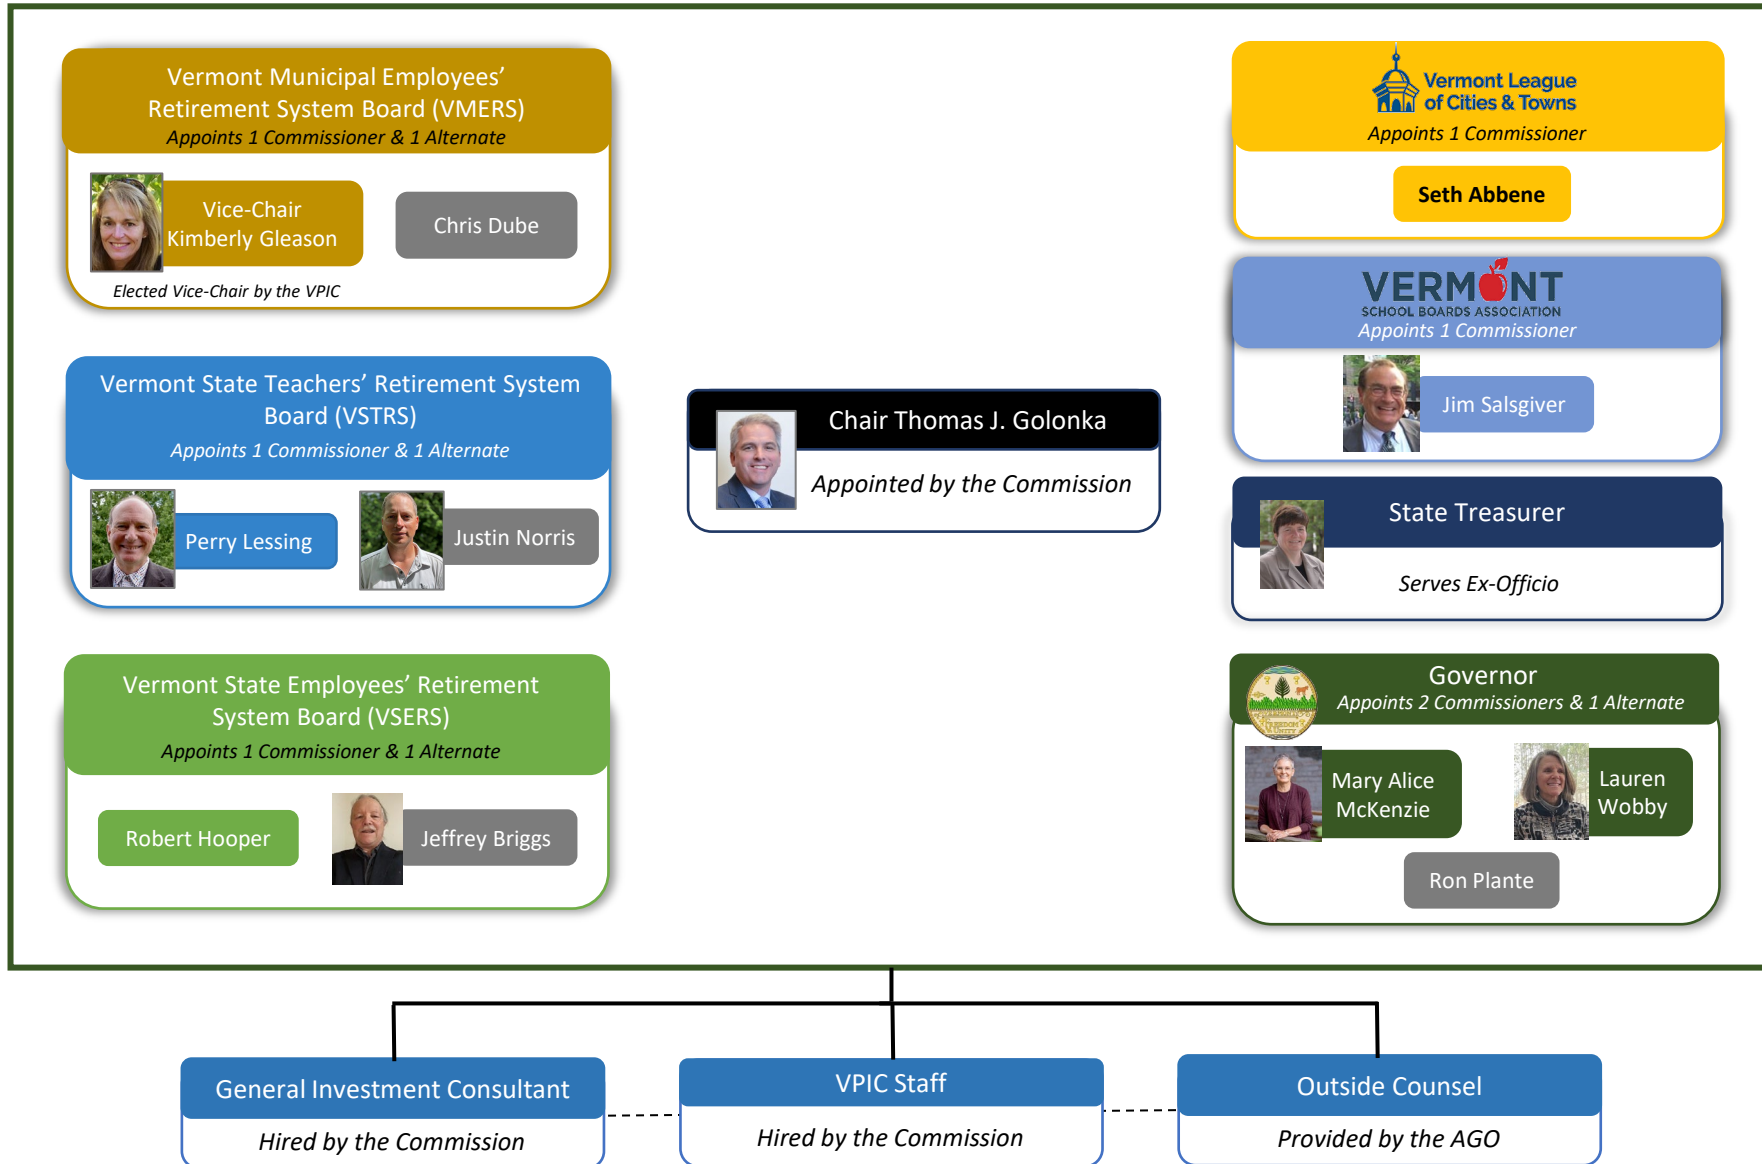 Vermont Municipal Employees’
Retirement System Board (VMERS)
Appoints 1 Commissioner & 1 Alternate
Vice-Chair
Kimberly Gleason
Chris Dube
Elected Vice-Chair by the VPIC
Vermont State Teachers’ Retirement System
Board (VSTRS)
Appoints 1 Commissioner & 1 Alternate
Perry Lessing
Justin Norris
Vermont State Employees’ Retirement
System Board (VSERS)
Appoints 1 Commissioner & 1 Alternate
Robert Hooper
Jeffrey Briggs
Chair Thomas J. Golonka
Appointed by the Commission
Vermont League
of Cities & Towns
Appoints 1 Commissioner
Seth Abbene
VERMONT
SCHOOL BOARDS ASSOCIATION
Appoints 1 Commissioner
Jim Salsgiver
State Treasurer
Serves Ex-Officio
Governor
Appoints 2 Commissioners & 1 Alternate
FREEDOM
& UNITY
Mary Alice
McKenzie
Lauren
Wobby
Ron Plante
General Investment Consultant
Hired by the Commission
VPIC Staff
Hired by the Commission
Outside Counsel
Provided by the AGO